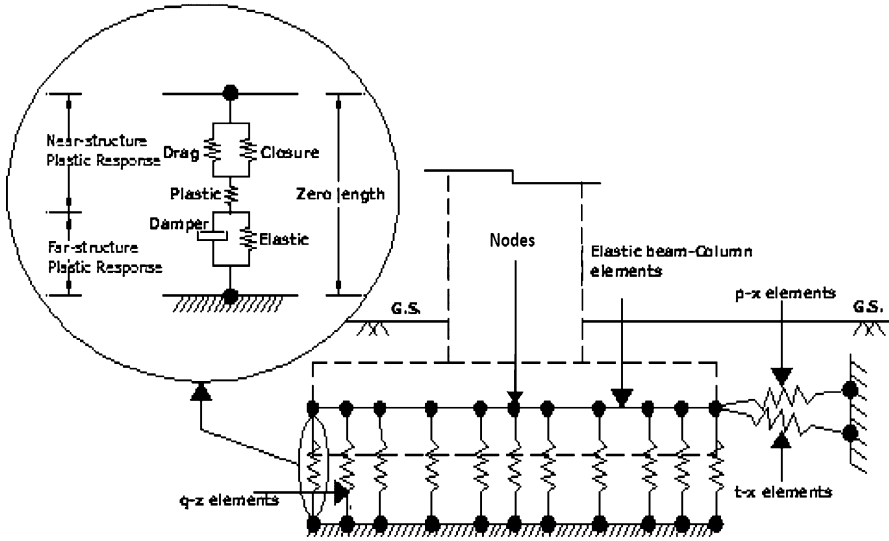 Near-structure
Plastic Response
Drag
Closure
Plastic
Zero length
Damper
Elastic
Far-structure
Plastic Response
Nodes
Elastic beam-Column
elements
G.S.
p-x elements
G.S.
q-z elements
t-x elements